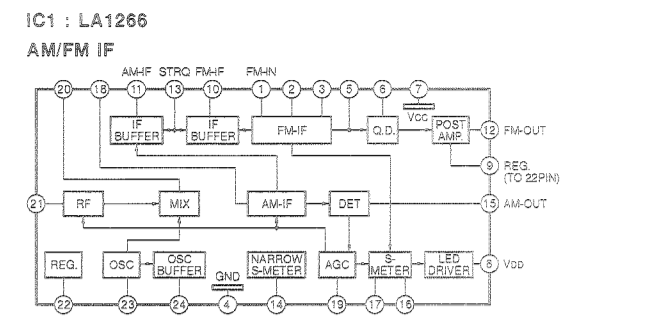 IC1 : LA1266
AM/FM IF
AM-IF STRQ FM-IF FM-IN
20 18 11 13 10 1 2 3 5 6 7
VCC
IF BUFFER
IF BUFFER
FM-IF
Q.D.
POST AMP.
12 FM-OUT
9 REG. (TO 22PIN)
21
RF
MIX
AM-IF
DET
15 AM-OUT
REG.
OSC
OSC BUFFER
GND
NARROW S-METER
AGC
S-METER
LED DRIVER
8 VDD
22 23 24 4 14 19 17 16